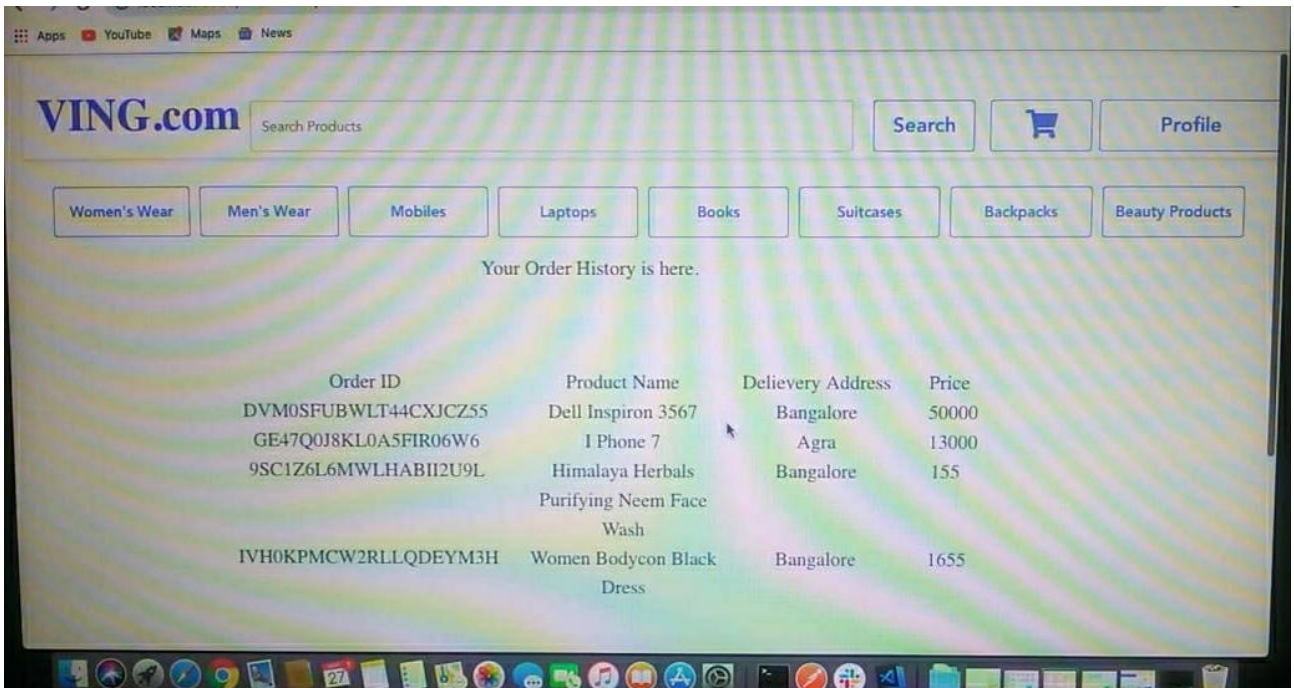 Apps YouTube Maps News
VING.com Search Products Search Profile
Women's Wear Men's Wear Mobiles Laptops Books Suitcases Backpacks Beauty Products
Your Order History is here.
Order ID Product Name Delievery Address Price
DVM0SFUBWLT44CXJCZ55 Dell Inspiron 3567 Bangalore 50000
GE47Q0J8KL0A5FIR06W6 I Phone 7 Agra 13000
9SC1Z6L6MWLHABII2U9L Himalaya Herbals Bangalore 155
Purifying Neem Face
Wash
IVH0KPMCW2RLLQDEYM3H Women Bodycon Black Bangalore 1655
Dress
27